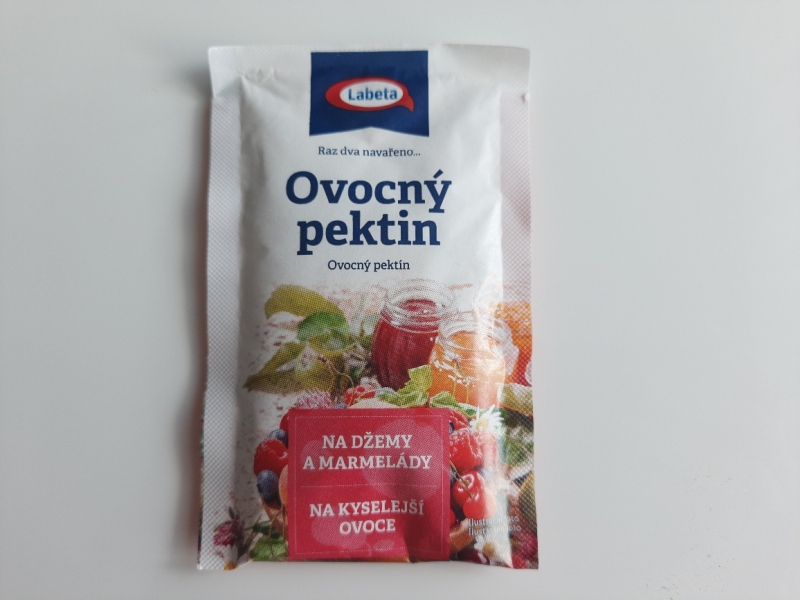 Labeta
Raz dva navařeno...
Ovocný
pektin
Ovocný pektín
NA DŽEMY
A MARMELÁDY
NA KYSELEJŠÍ
OVOCE